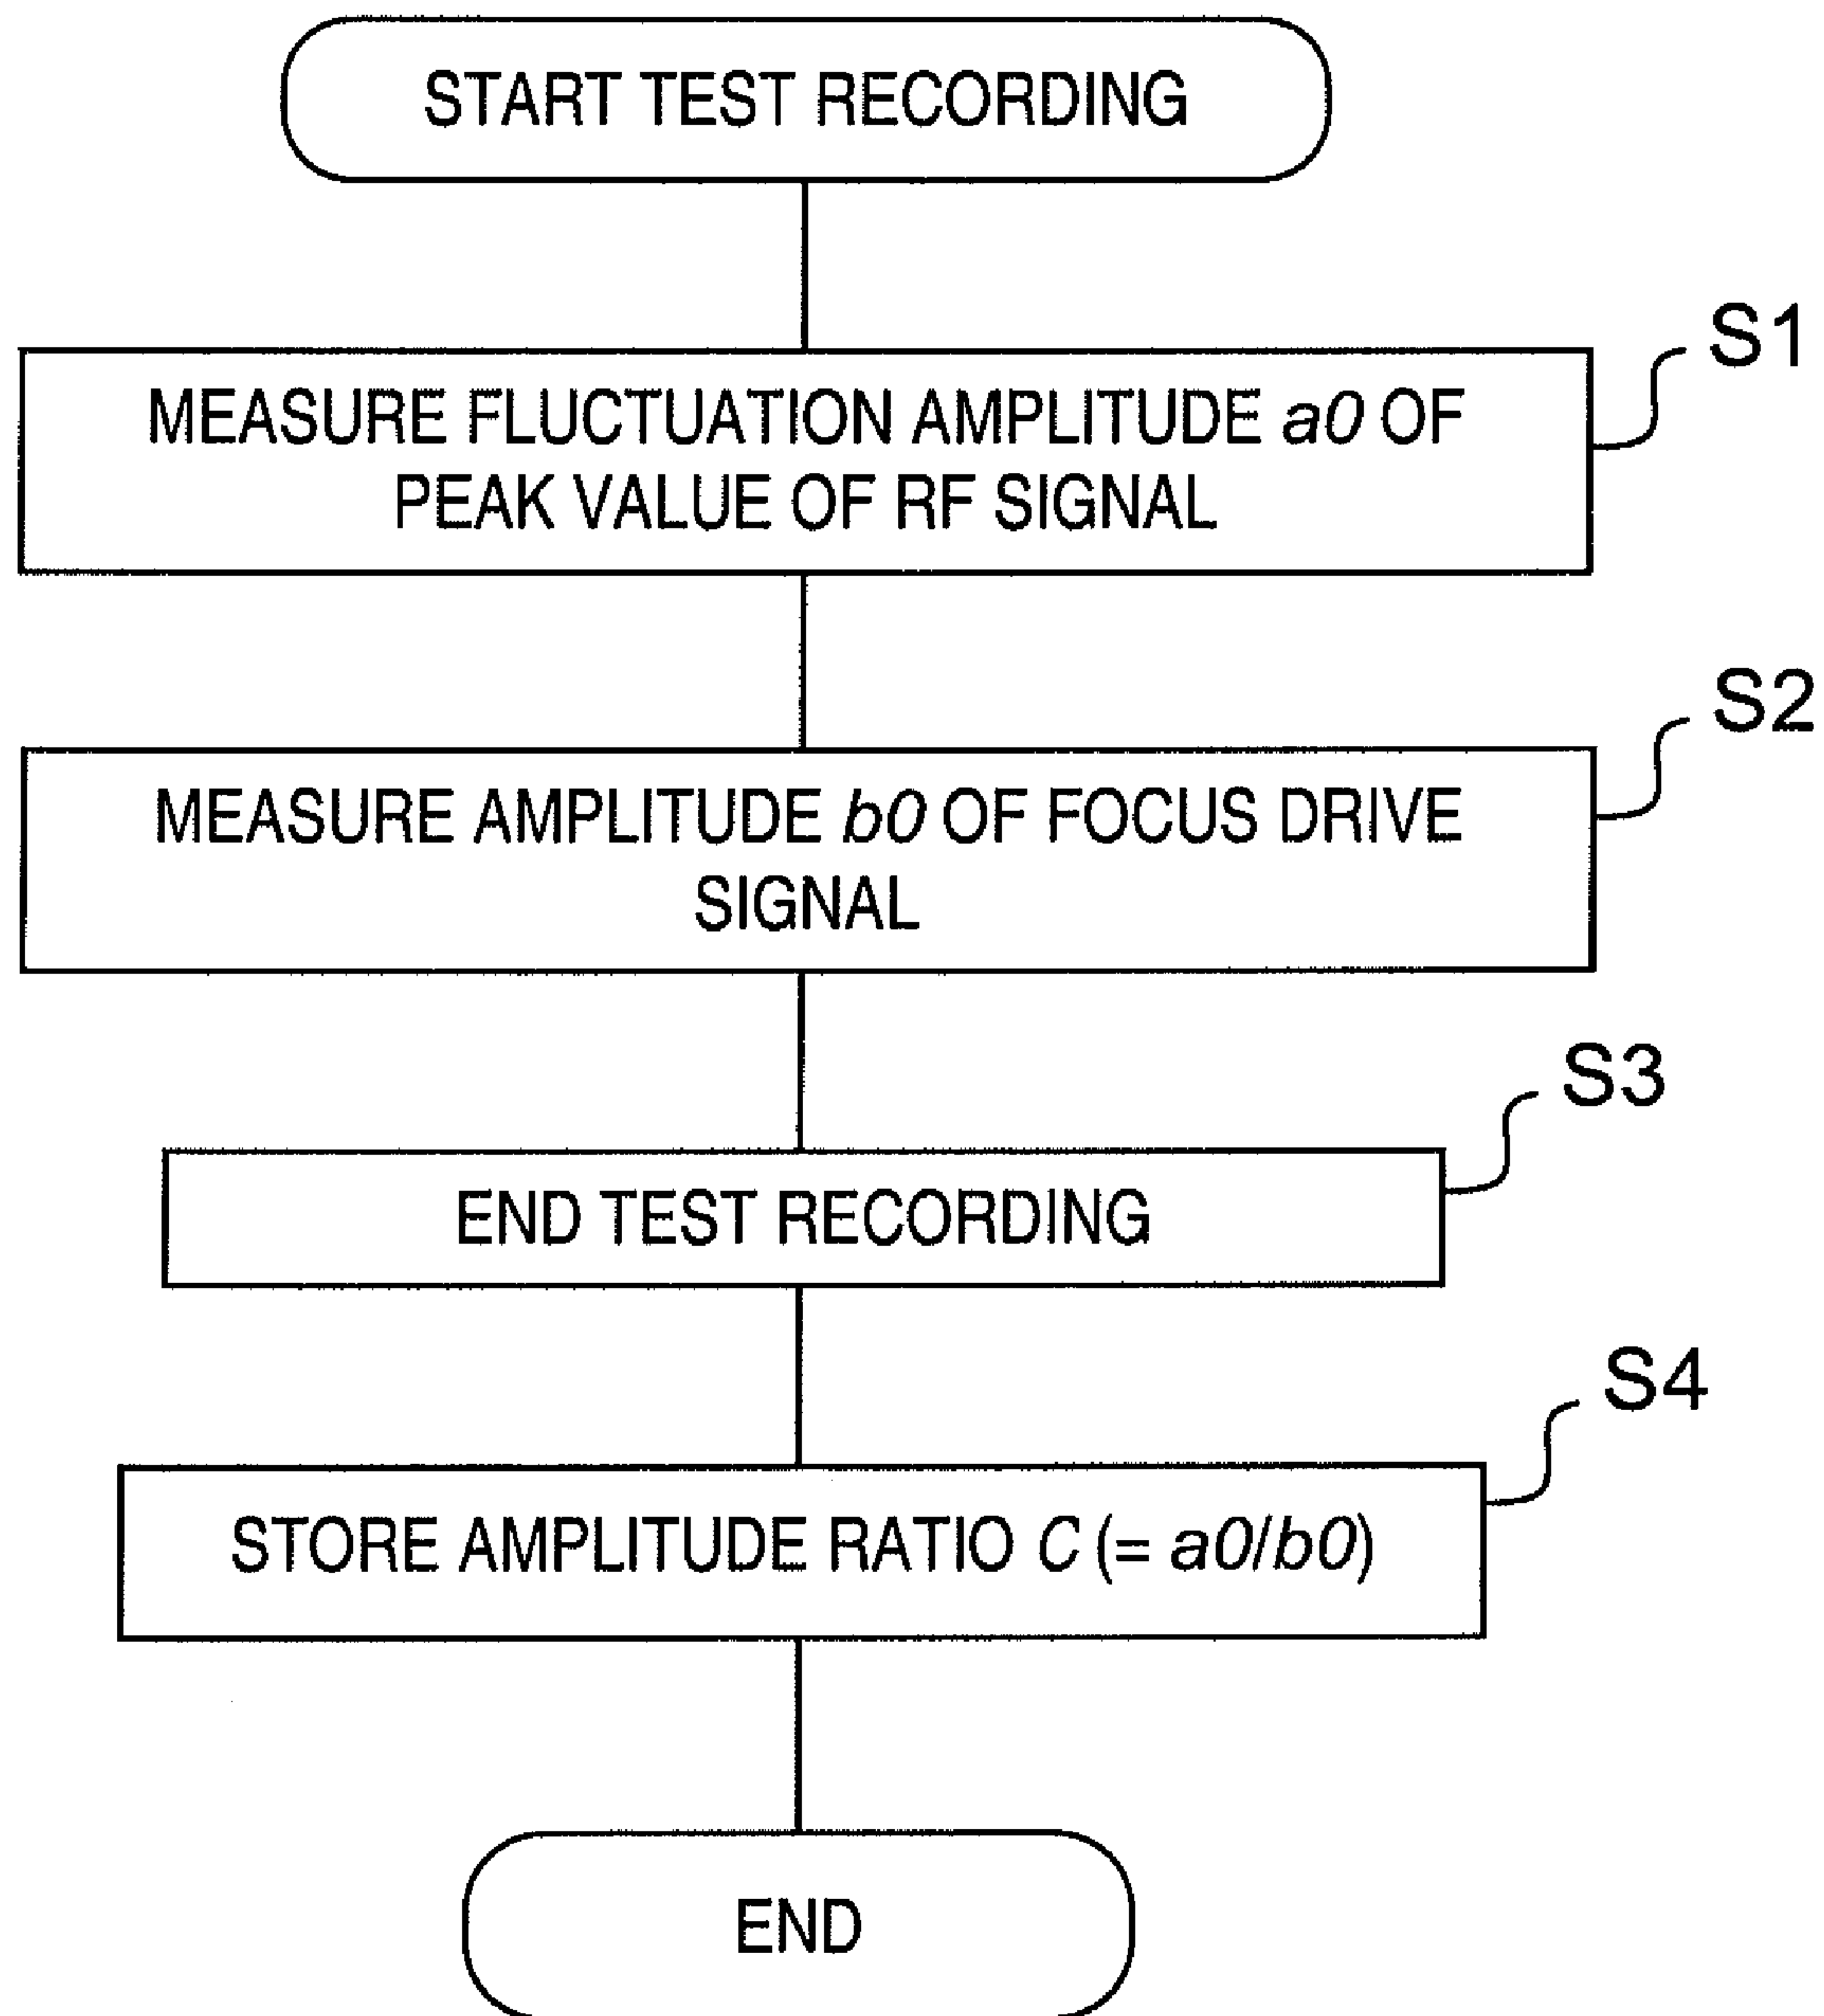 START TEST RECORDING
S1
MEASURE FLUCTUATION AMPLITUDE a0 OF
PEAK VALUE OF RF SIGNAL
S2
MEASURE AMPLITUDE b0 OF FOCUS DRIVE
SIGNAL
S3
END TEST RECORDING
S4
STORE AMPLITUDE RATIO C (= a0/b0)
END